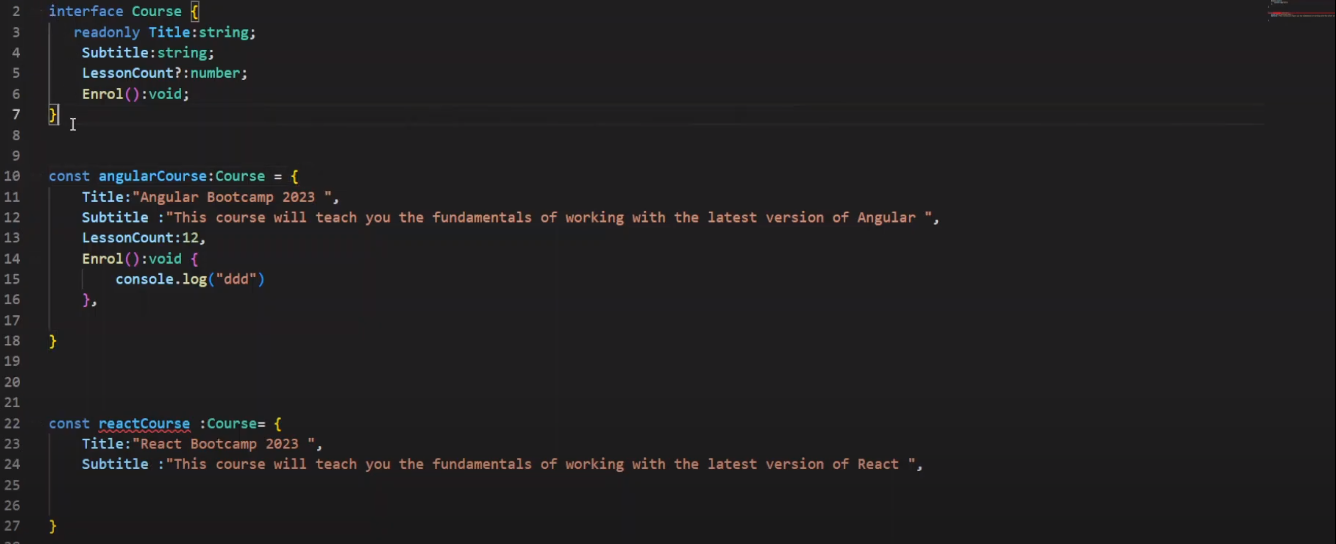 2 interface Course {
3 readonly Title:string;
4 Subtitle:string;
5 LessonCount?:number;
6 Enrol():void;
7 }
8
9
10 const angularCourse:Course = {
11 Title:"Angular Bootcamp 2023 ",
12 Subtitle :"This course will teach you the fundamentals of working with the latest version of Angular ",
13 LessonCount:12,
14 Enrol():void {
15 console.log("ddd")
16 },
17
18 }
19
20
21
22 const reactCourse :Course= {
23 Title:"React Bootcamp 2023 ",
24 Subtitle :"This course will teach you the fundamentals of working with the latest version of React ",
25
26
27 }